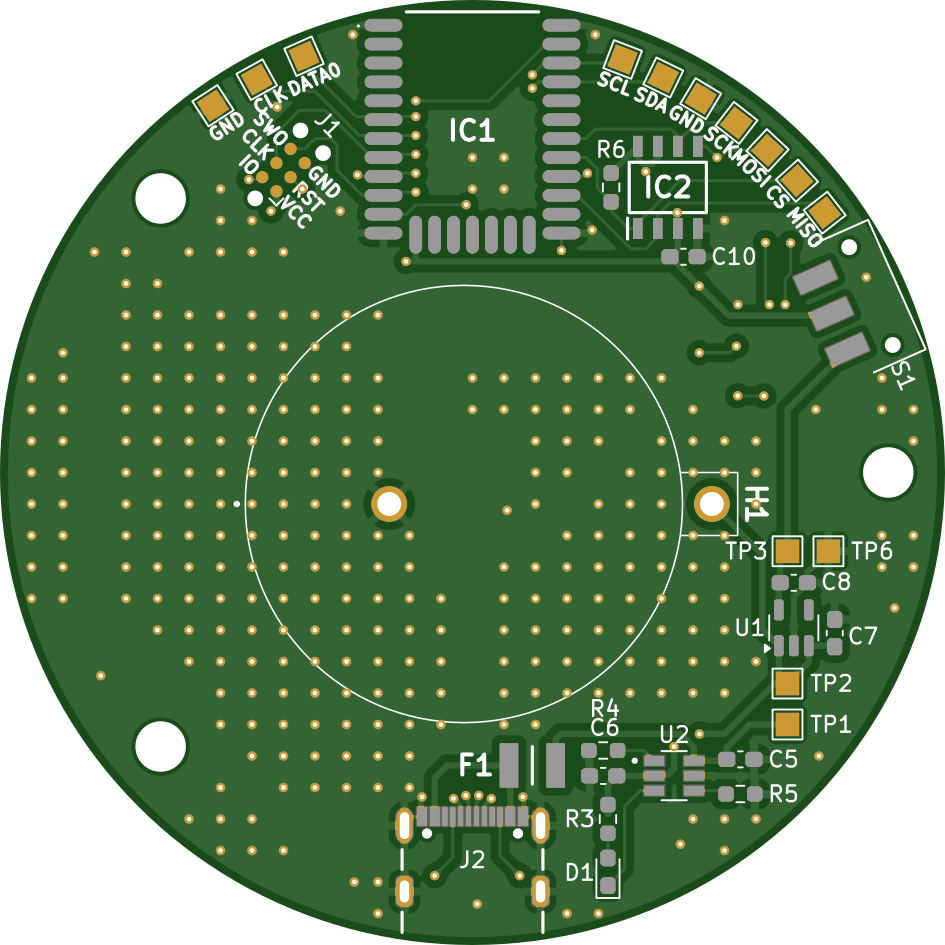 GND
CLK
DATA0
SCL
SDA
GND
SCK
MOSI
CS
MISO
J1
SWO
CLK
IO
GND
RST
VCC
IC1
R6
IC2
C10
S1
H1
TP3
TP6
C8
U1
C7
TP2
TP1
R4
C6
U2
F1
C5
R5
R3
J2
D1